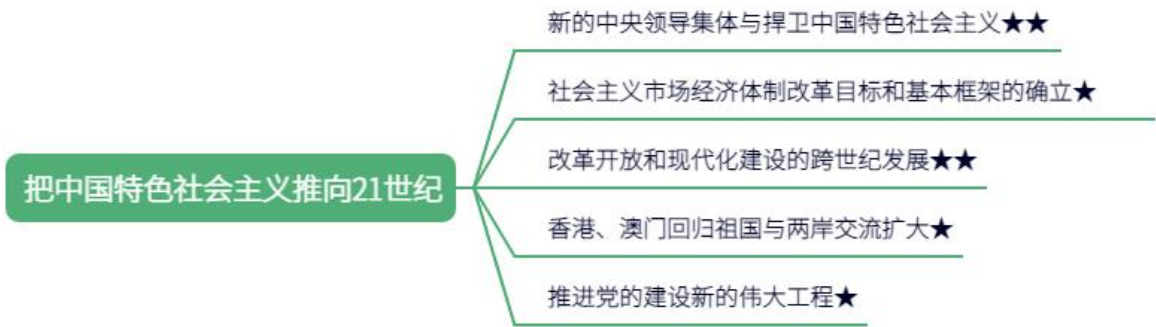 新的中央领导集体与捍卫中国特色社会主义★★
社会主义市场经济体制改革目标和基本框架的确立★
改革开放和现代化建设的跨世纪发展★★
把中国特色社会主义推向21世纪
香港、澳门回归祖国与两岸交流扩大★
推进党的建设新的伟大工程★